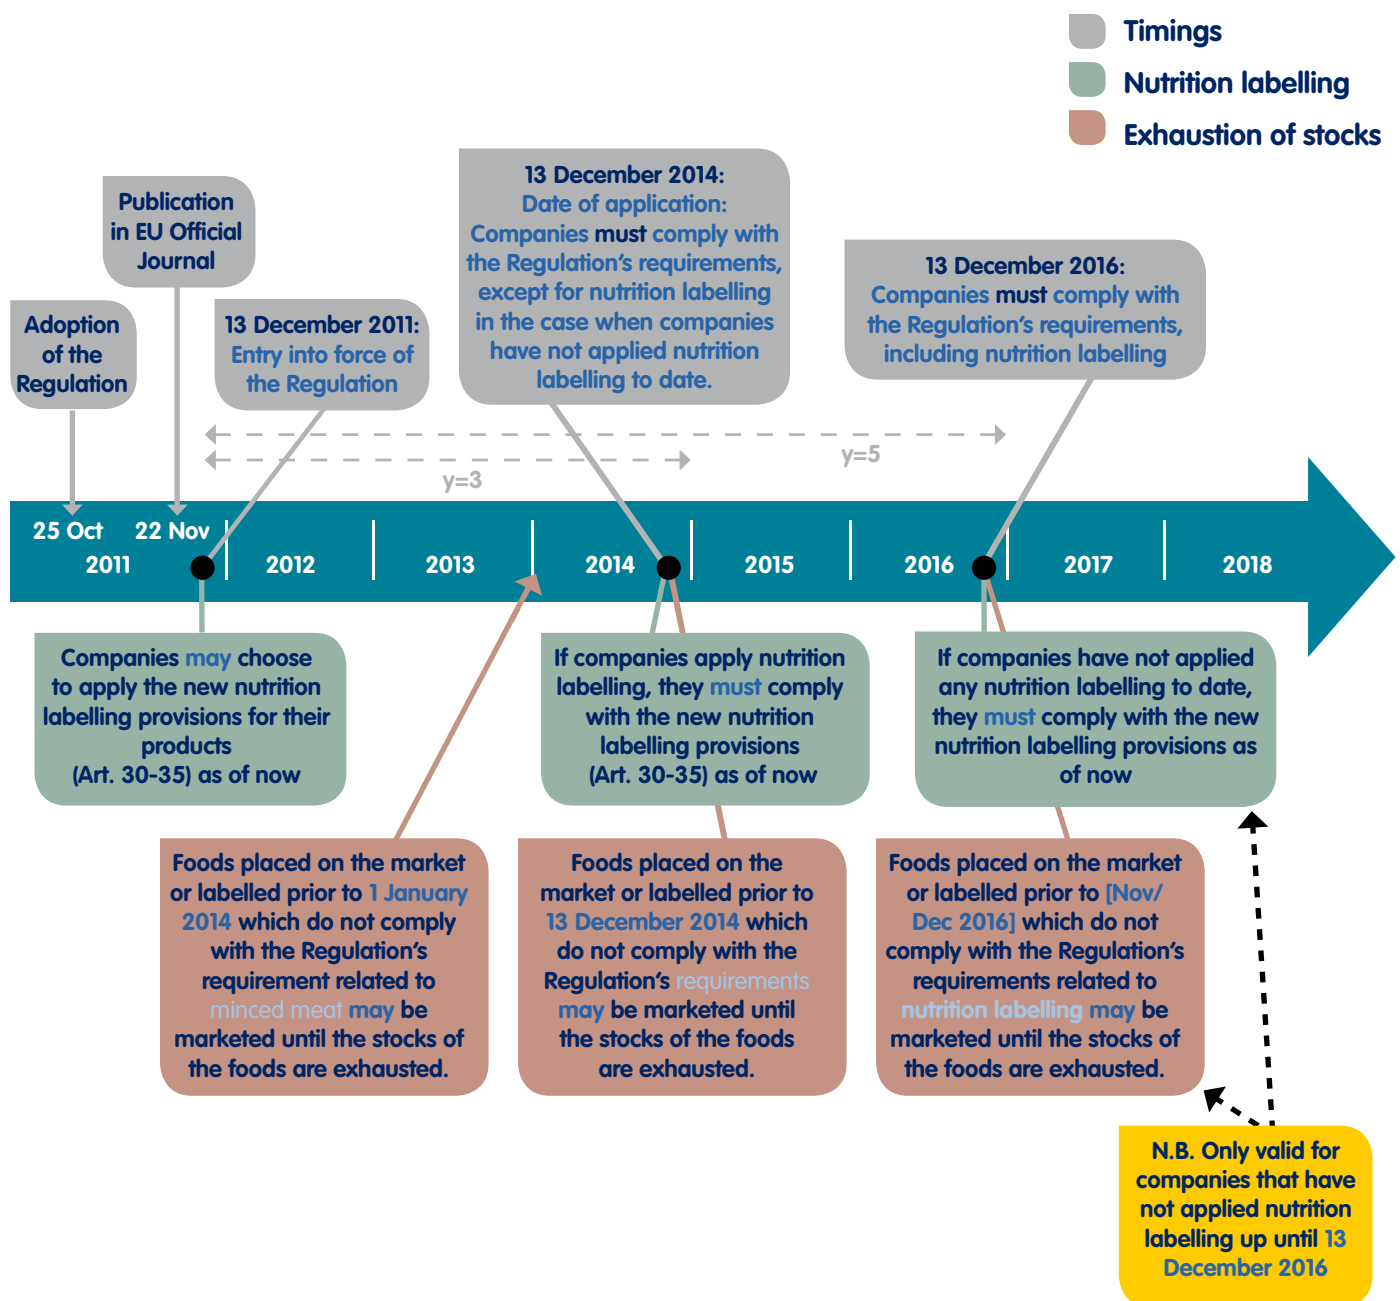 Timings
Nutrition labelling
Exhaustion of stocks
Adoption
of the
Regulation
Publication
in EU Official
Journal
13 December 2011:
Entry into force of
the Regulation
13 December 2014:
Date of application:
Companies must comply with
the Regulation's requirements,
except for nutrition labelling
in the case when companies
have not applied nutrition
labelling to date.
13 December 2016:
Companies must comply with
the Regulation's requirements,
including nutrition labelling
y=3
y=5
25 Oct
22 Nov
2011
2012
2013
2014
2015
2016
2017
2018
Companies may choose
to apply the new nutrition
labelling provisions for their
products
(Art. 30-35) as of now
If companies apply nutrition
labelling, they must comply
with the new nutrition
labelling provisions
(Art. 30-35) as of now
If companies have not applied
any nutrition labelling to date,
they must comply with the new
nutrition labelling provisions as
of now
Foods placed on the market
or labelled prior to 1 January
2014 which do not comply
with the Regulation's
requirement related to
minced meat may be
marketed until the stocks of
the foods are exhausted.
Foods placed on the
market or labelled prior to
13 December 2014 which
do not comply with the
Regulation's requirements
may be marketed until
the stocks of the foods
are exhausted.
Foods placed on the market
or labelled prior to [Nov/
Dec 2016] which do not
comply with the Regulation's
requirements related to
nutrition labelling may be
marketed until the stocks of
the foods are exhausted.
N.B. Only valid for
companies that have
not applied nutrition
labelling up until 13
December 2016